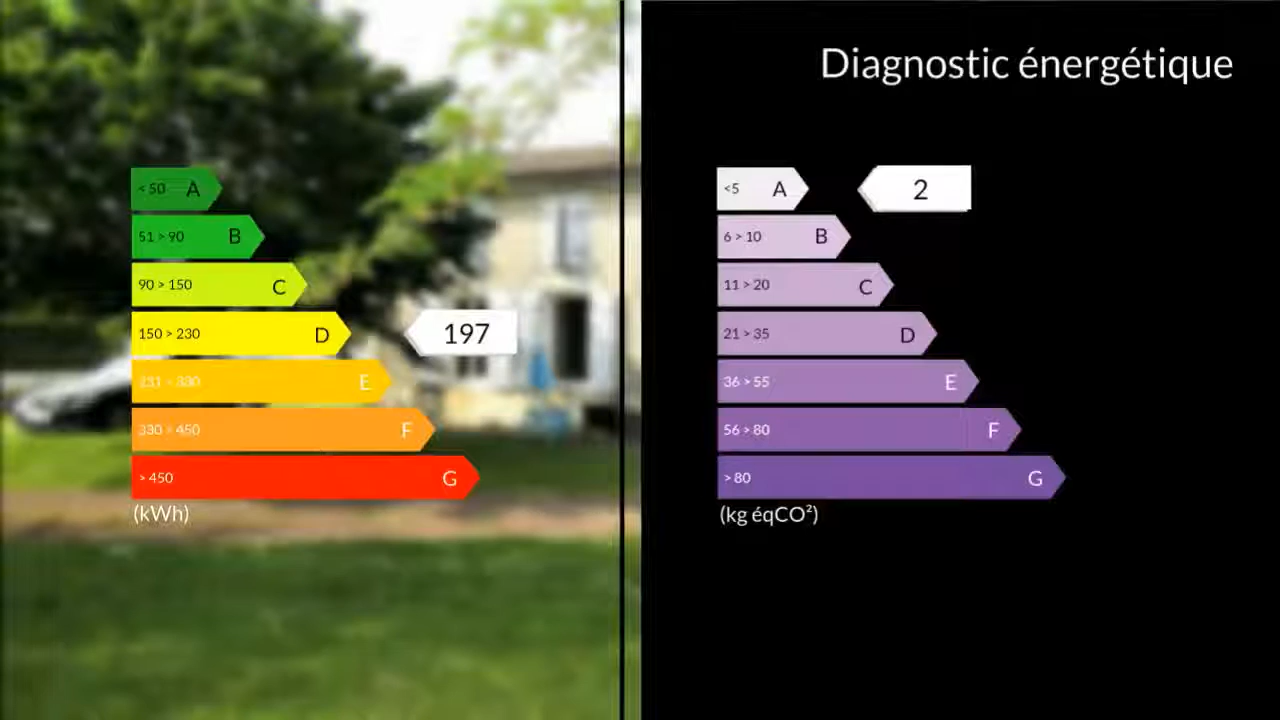 Diagnostic énergétique
< 50 A
51 > 90 B
90 > 150 C
150 > 230 D
197
231 > 330 E
330 > 450 F
> 450 G
(kWh)
<5 A
2
6 > 10 B
11 > 20 C
21 > 35 D
36 > 55 E
56 > 80 F
> 80 G
(kg éqCO²)